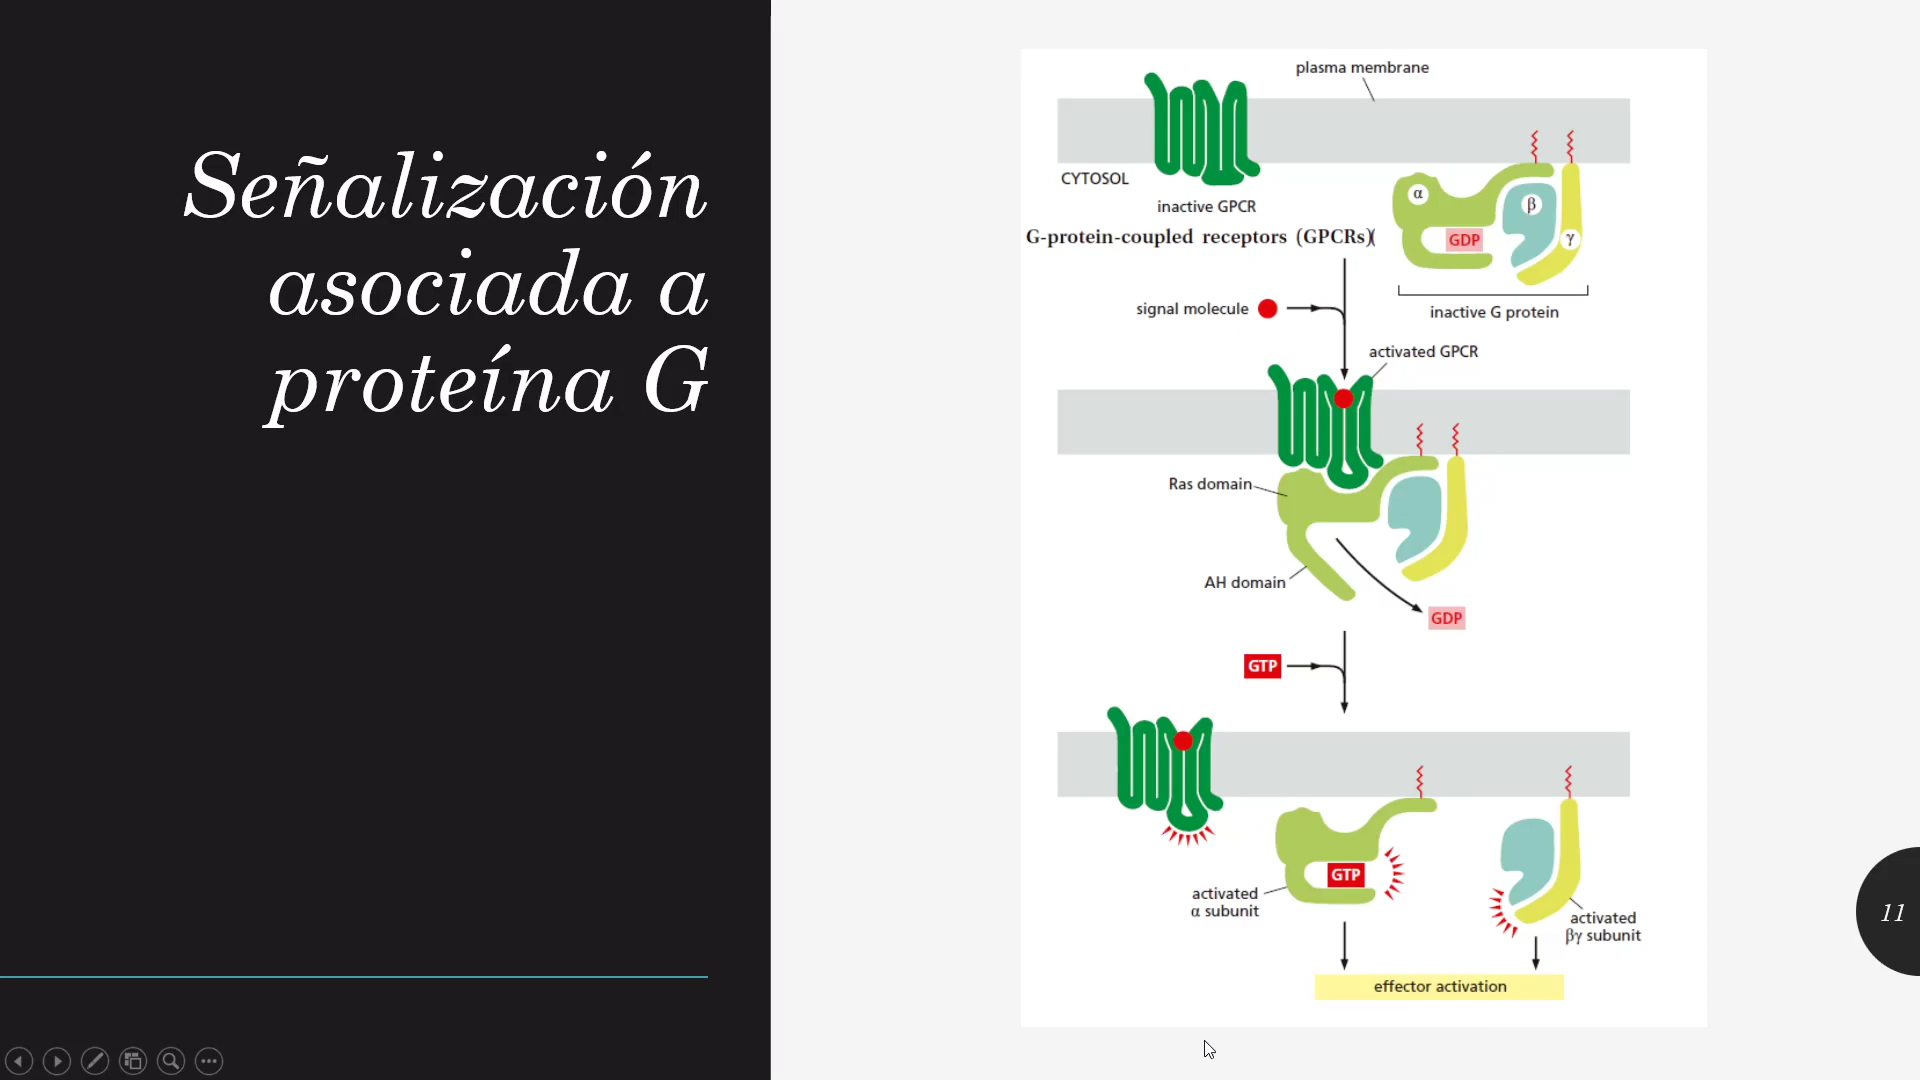 Señalización
asociada a
proteína G
plasma membrane
CYTOSOL
inactive GPCR
G-protein-coupled receptors (GPCRs)(
α
β
γ
GDP
inactive G protein
signal molecule
activated GPCR
Ras domain
AH domain
GDP
GTP
GTP
activated
α subunit
activated
βγ subunit
effector activation
11